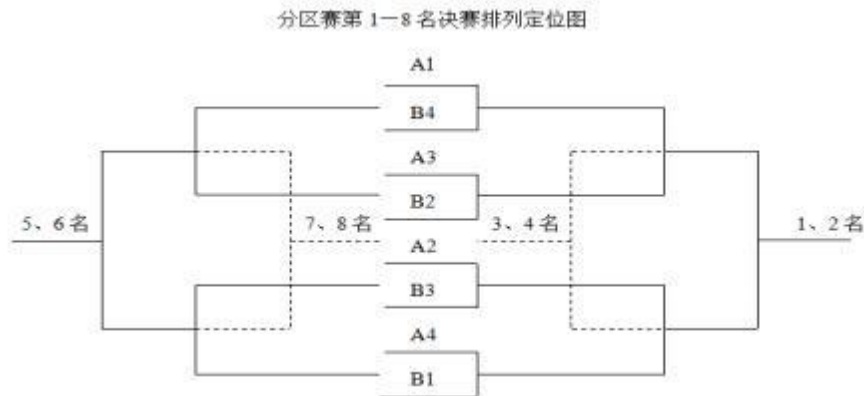 分区赛第 1—8 名决赛排列定位图
A1
B4
A3
B2
5、6 名
7、8 名
3、4 名
1、2 名
A2
B3
A4
B1